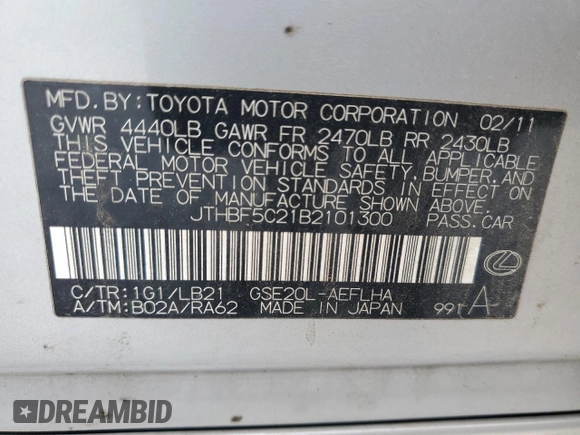 MFD. BY: TOYOTA MOTOR CORPORATION 02/11
GVWR 4440LB GAWR FR 2470LB RR 2430LB
THIS VEHICLE CONFORMS TO ALL APPLICABLE
FEDERAL MOTOR VEHICLE SAFETY, BUMPER, AND
THEFT PREVENTION STANDARDS IN EFFECT ON
THE DATE OF MANUFACTURE SHOWN ABOVE.
JTHBF5C21B2101300 PASS. CAR
C/TR: 1G1/LB21 GSE20L-AEFLHA
A/TM: B02A/RA62 MADE IN JAPAN 991 A
DREAMBID